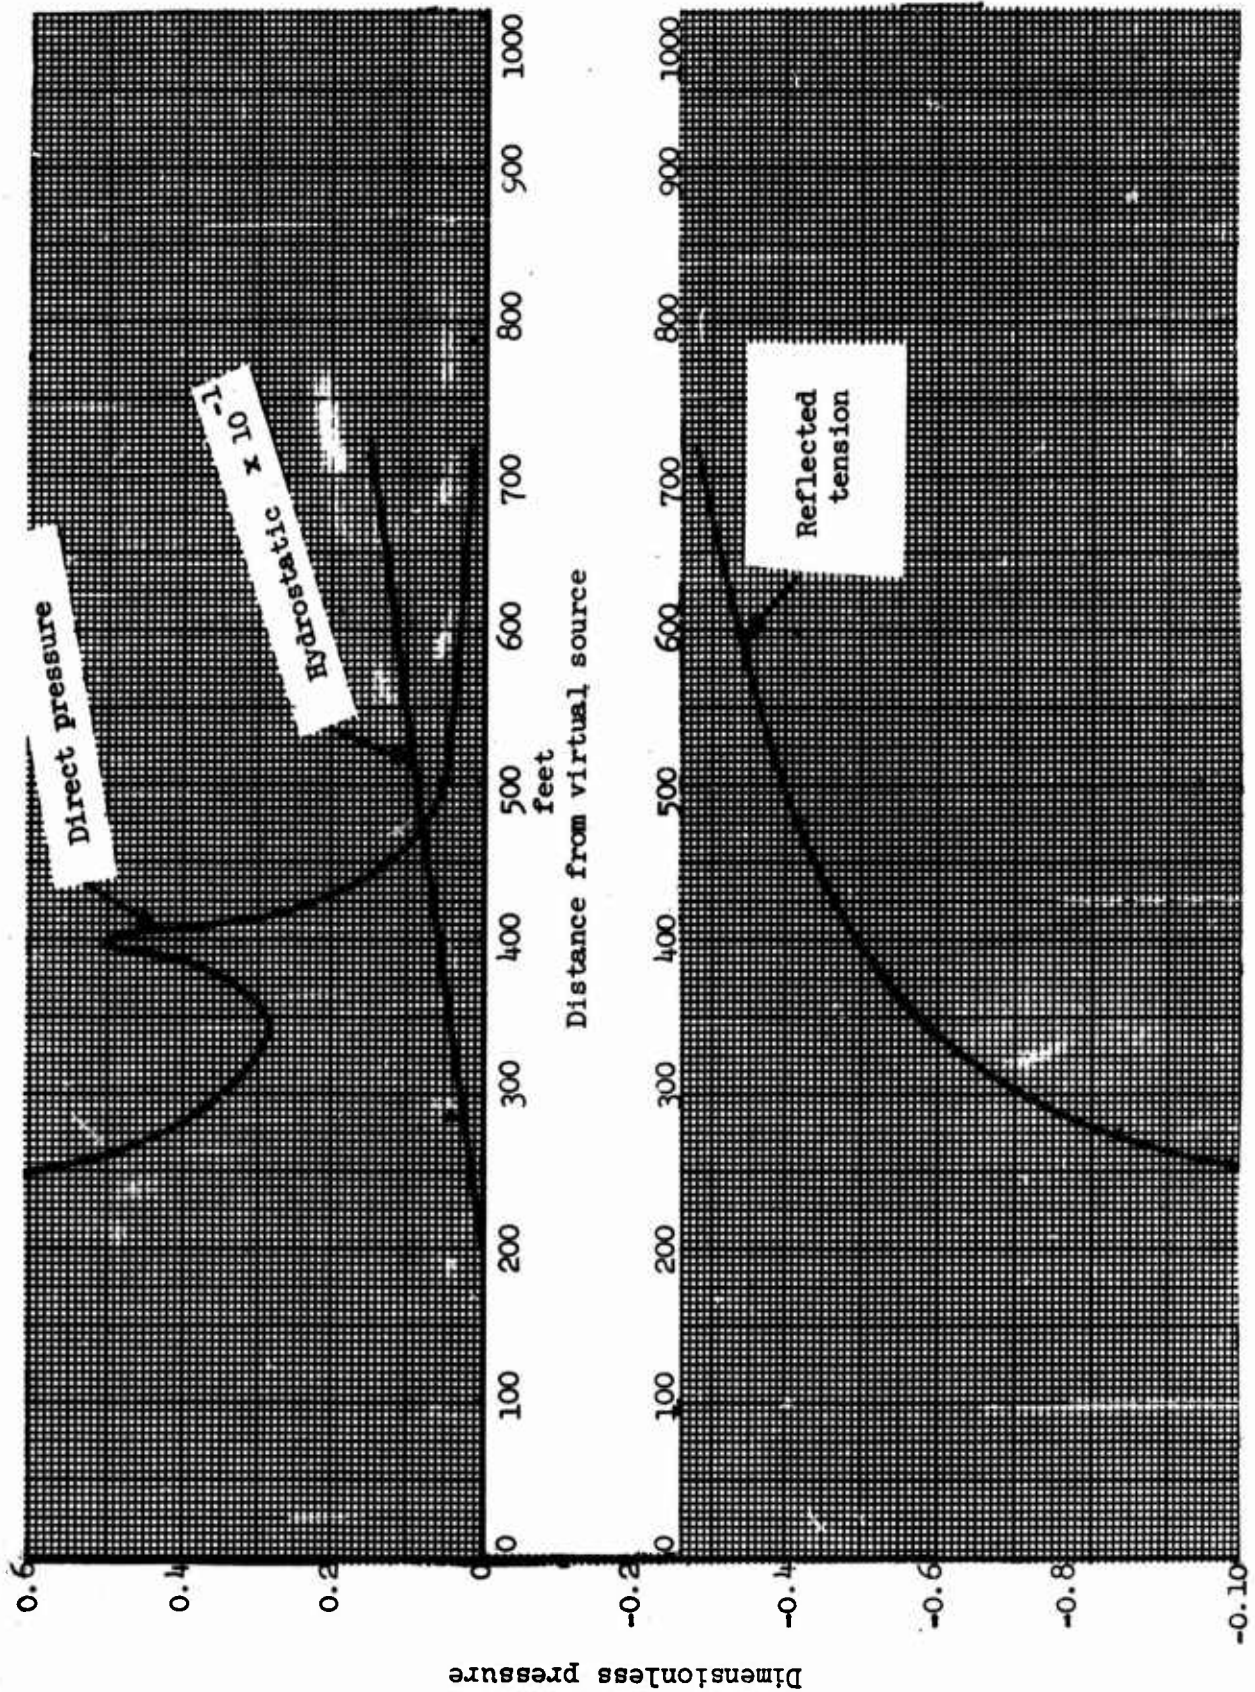 Dimensionless pressure
0.6
0.4
0.2
0
-0.2
-0.4
-0.6
-0.8
-0.10
Direct pressure
Hydrostatic x 10-1
0 100 200 300 400 500 600 700 800 900 1000
feet
Distance from virtual source
0 100 200 300 400 500 600 700 800 900 1000
Reflected
tension